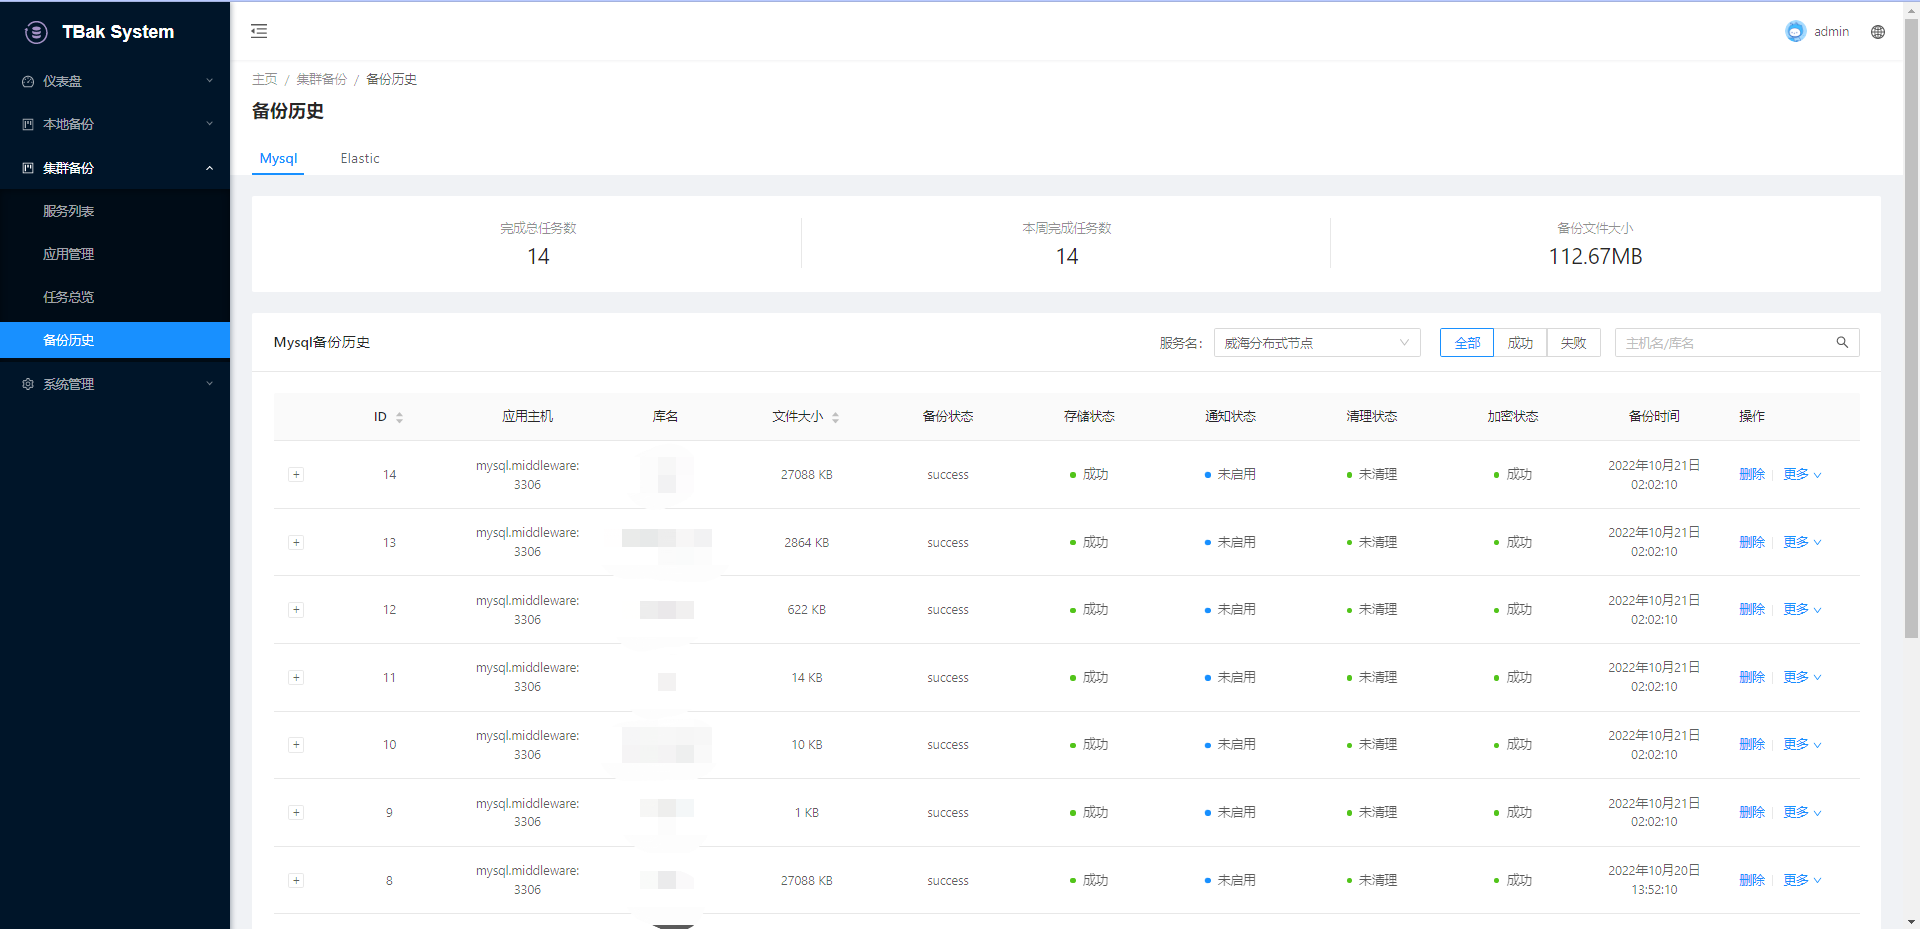 TBak System
admin
仪表盘
本地备份
集群备份
服务列表
应用管理
任务总览
备份历史
系统管理
主页 / 集群备份 / 备份历史
备份历史
Mysql Elastic
完成总任务数
14
本周完成任务数
14
备份文件大小
112.67MB
Mysql备份历史 服务名: 威海分布式节点 全部 成功 失败 主机名/库名
ID 应用主机 库名 文件大小 备份状态 存储状态 通知状态 清理状态 加密状态 备份时间 操作
+ 14 mysql.middleware:
3306 27088 KB success 成功 未启用 未清理 成功 2022年10月21日
02:02:10 删除 更多
+ 13 mysql.middleware:
3306 2864 KB success 成功 未启用 未清理 成功 2022年10月21日
02:02:10 删除 更多
+ 12 mysql.middleware:
3306 622 KB success 成功 未启用 未清理 成功 2022年10月21日
02:02:10 删除 更多
+ 11 mysql.middleware:
3306 14 KB success 成功 未启用 未清理 成功 2022年10月21日
02:02:10 删除 更多
+ 10 mysql.middleware:
3306 10 KB success 成功 未启用 未清理 成功 2022年10月21日
02:02:10 删除 更多
+ 9 mysql.middleware:
3306 1 KB success 成功 未启用 未清理 成功 2022年10月21日
02:02:10 删除 更多
+ 8 mysql.middleware:
3306 27088 KB success 成功 未启用 未清理 成功 2022年10月20日
13:52:10 删除 更多